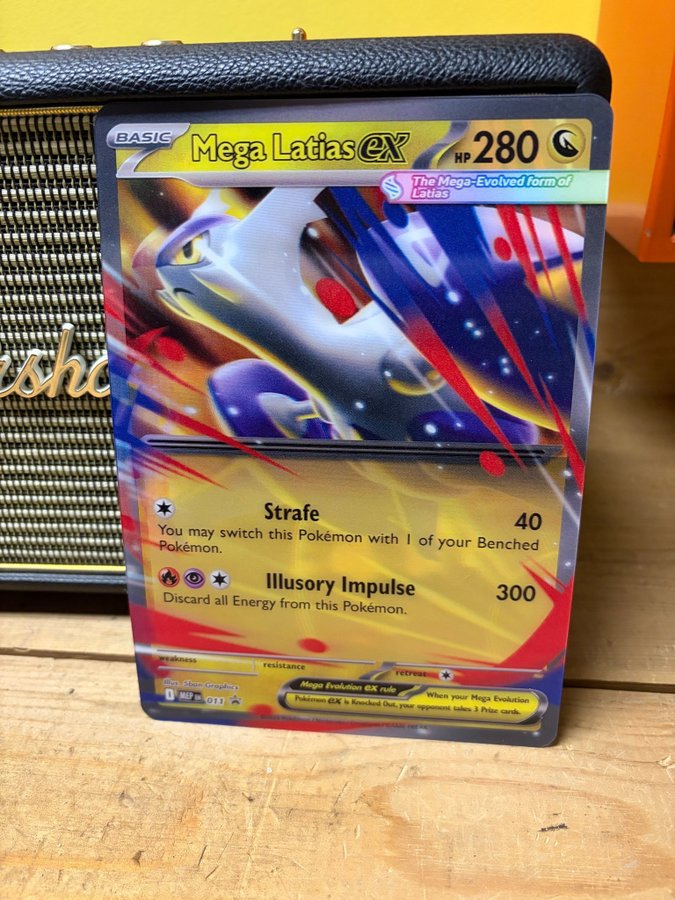 BASIC Mega Latias ex HP 280
The Mega-Evolved form of
Latias
Strafe 40
You may switch this Pokémon with 1 of your Benched
Pokémon.
Illusory Impulse 300
Discard all Energy from this Pokémon.
weakness resistance retreat
Illus. 5ban Graphics
Mega Evolution ex rule When your Mega Evolution
Pokémon ex is Knocked Out, your opponent takes 3 Prize cards.
MEP EN 011